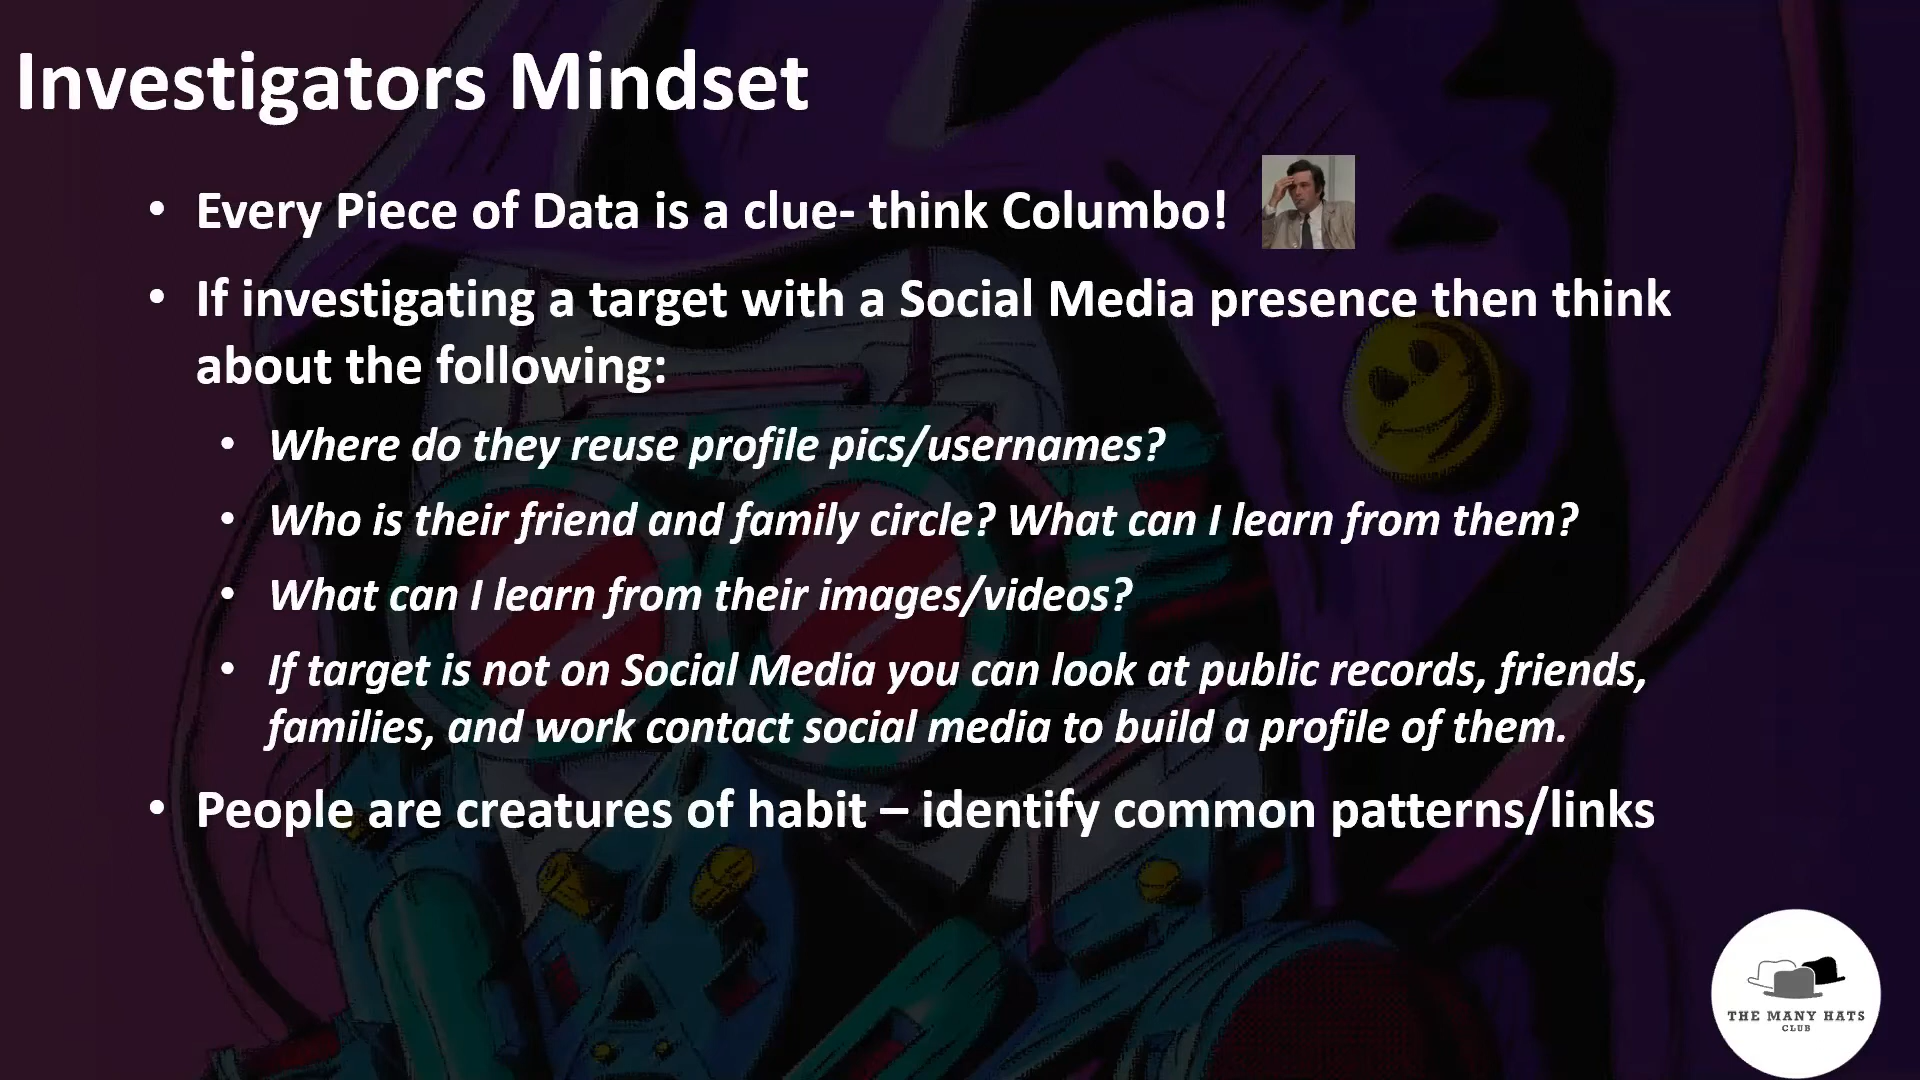 Investigators Mindset
• Every Piece of Data is a clue- think Columbo!
• If investigating a target with a Social Media presence then think
about the following:
• Where do they reuse profile pics/usernames?
• Who is their friend and family circle? What can I learn from them?
• What can I learn from their images/videos?
• If target is not on Social Media you can look at public records, friends,
families, and work contact social media to build a profile of them.
• People are creatures of habit – identify common patterns/links
THE MANY HATS
CLUB